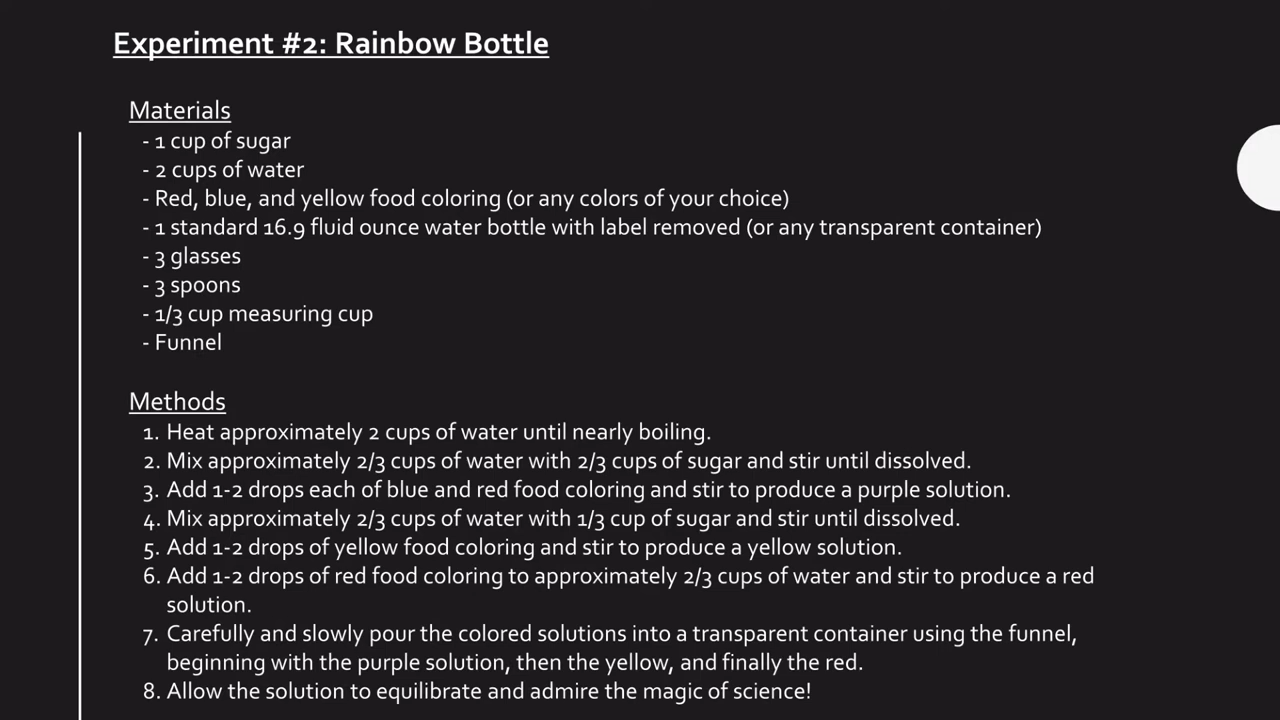 Experiment #2: Rainbow Bottle
Materials
- 1 cup of sugar
- 2 cups of water
- Red, blue, and yellow food coloring (or any colors of your choice)
- 1 standard 16.9 fluid ounce water bottle with label removed (or any transparent container)
- 3 glasses
- 3 spoons
- 1/3 cup measuring cup
- Funnel
Methods
1. Heat approximately 2 cups of water until nearly boiling.
2. Mix approximately 2/3 cups of water with 2/3 cups of sugar and stir until dissolved.
3. Add 1-2 drops each of blue and red food coloring and stir to produce a purple solution.
4. Mix approximately 2/3 cups of water with 1/3 cup of sugar and stir until dissolved.
5. Add 1-2 drops of yellow food coloring and stir to produce a yellow solution.
6. Add 1-2 drops of red food coloring to approximately 2/3 cups of water and stir to produce a red
solution.
7. Carefully and slowly pour the colored solutions into a transparent container using the funnel,
beginning with the purple solution, then the yellow, and finally the red.
8. Allow the solution to equilibrate and admire the magic of science!